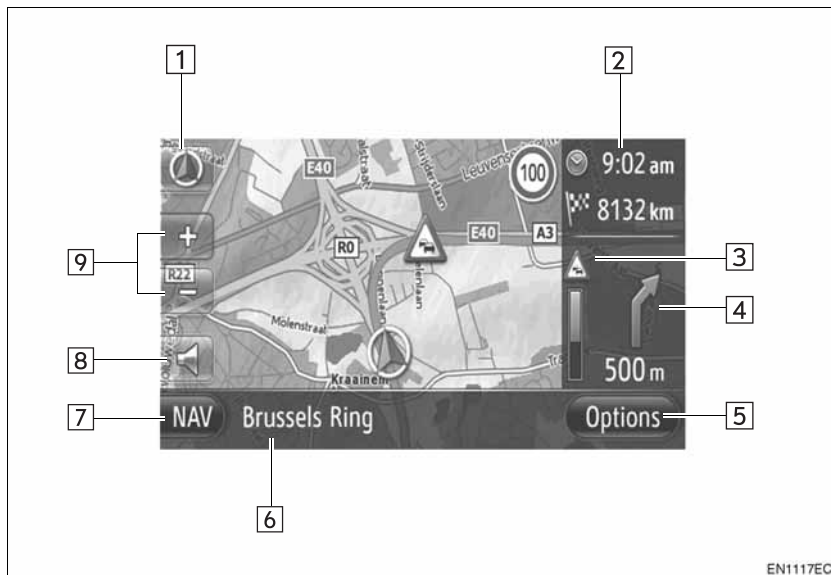 1
2
E40
100
9:02 am
8132 km
E40
A3
R0
3
9
R22
4
Molenstraat
8
500 m
Kraainem
7
NAV
Brussels Ring
Options
5
6
EN1117EC